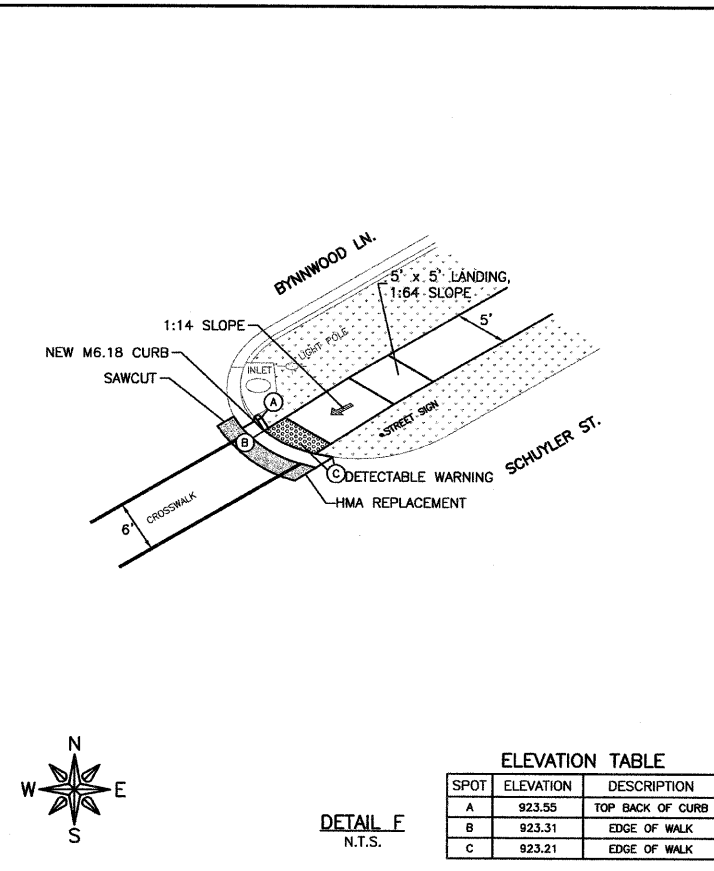 BYNNWOOD LN.
5' x 5' LANDING,
1:64 SLOPE
1:14 SLOPE
5'
LIGHT POLE
NEW M6.18 CURB
INLET
SAWCUT
A
STREET SIGN
B
SCHUYLER ST.
C
DETECTABLE WARNING
HMA REPLACEMENT
CROSSWALK
6'
N
W E
S
DETAIL F
N.T.S.
ELEVATION TABLE
SPOT ELEVATION DESCRIPTION
A 923.55 TOP BACK OF CURB
B 923.31 EDGE OF WALK
C 923.21 EDGE OF WALK